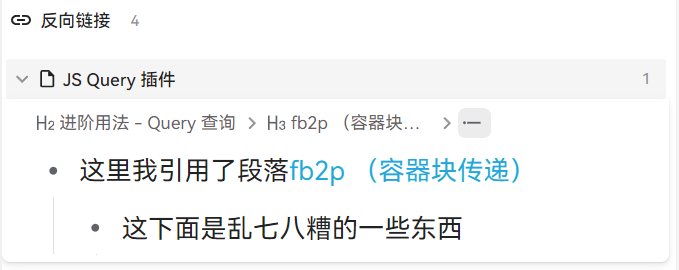 反向链接 4
JS Query 插件 1
H2 进阶用法 - Query 查询 > H3 fb2p （容器块... >
这里我引用了段落fb2p （容器块传递）
这下面是乱七八糟的一些东西